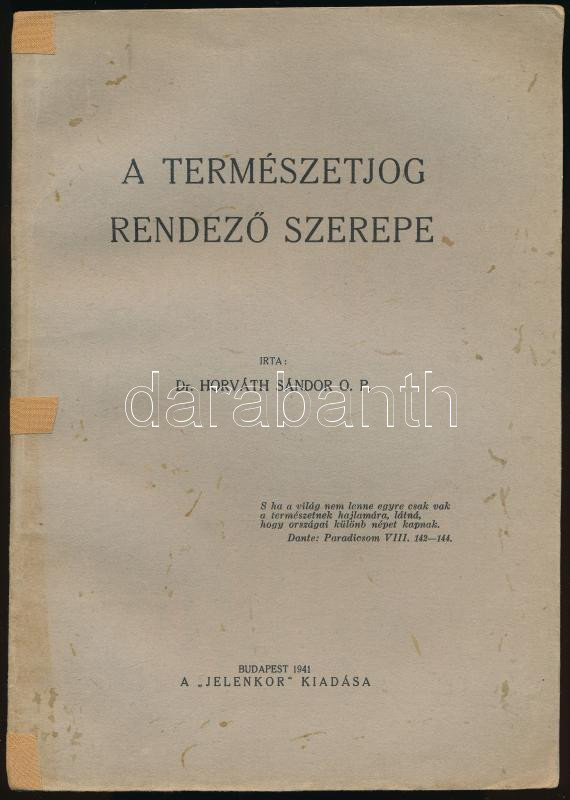 A TERMÉSZETJOG
RENDEZŐ SZEREPE
IRTA:
Dr. HORVÁTH SÁNDOR O. P.
darabanth
S ha a világ nem lenne egyre csak vak
a természetnek hajlamára, látná,
hogy országai különb népet kapnak.
Dante: Paradicsom VIII. 142—144.
BUDAPEST 1941
A „JELENKOR“ KIADÁSA